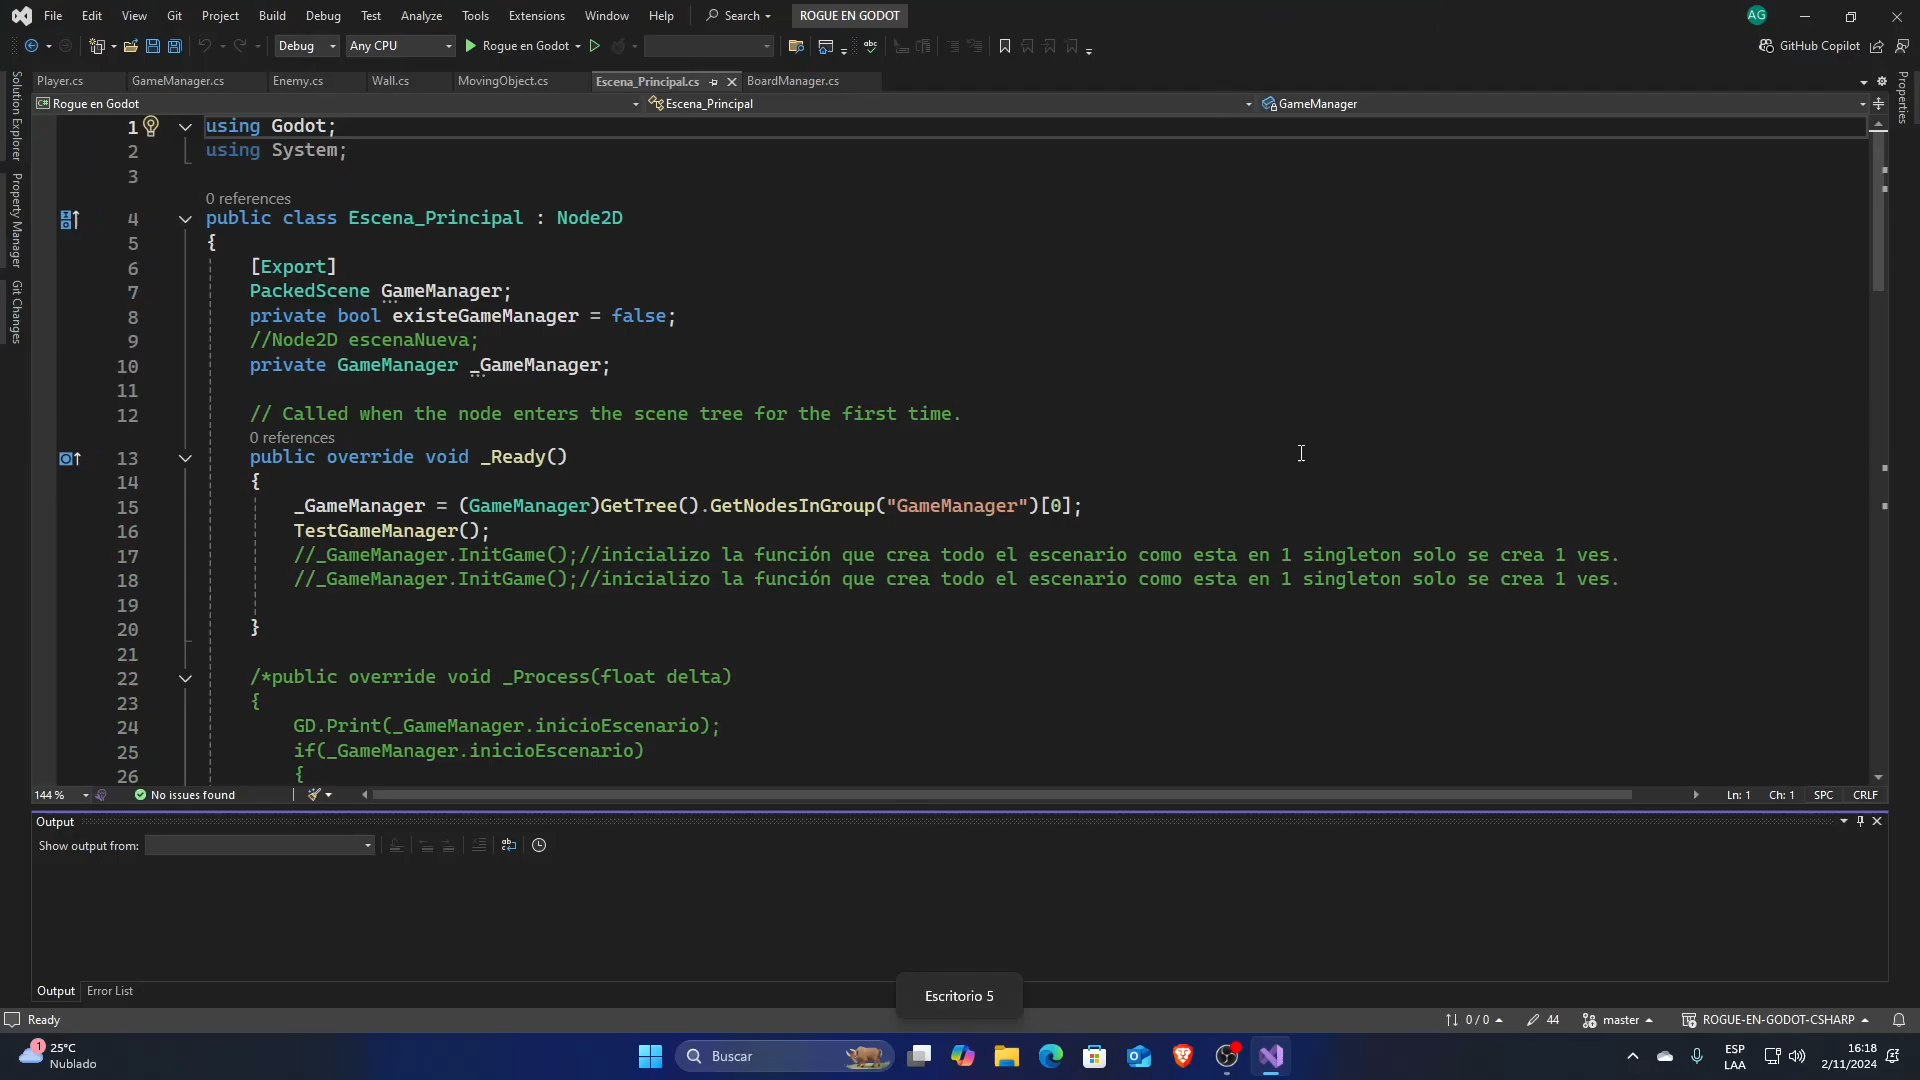 File Edit View Git Project Build Debug Test Analyze Tools Extensions Window Help Search ROGUE EN GODOT AG
Debug Any CPU Rogue en Godot GitHub Copilot
Player.cs GameManager.cs Enemy.cs Wall.cs MovingObject.cs Escena_Principal.cs BoardManager.cs
Rogue en Godot Escena_Principal GameManager
Solution Explorer
Property Manager
Git Changes
Properties
1 using Godot;
2 using System;
3
0 references
4 public class Escena_Principal : Node2D
5 {
6 [Export]
7 PackedScene GameManager;
8 private bool existeGameManager = false;
9 //Node2D escenaNueva;
10 private GameManager _GameManager;
11
12 // Called when the node enters the scene tree for the first time.
0 references
13 public override void _Ready()
14 {
15 _GameManager = (GameManager)GetTree().GetNodesInGroup("GameManager")[0];
16 TestGameManager();
17 //_GameManager.InitGame();//inicializo la función que crea todo el escenario como esta en 1 singleton solo se crea 1 ves.
18 //_GameManager.InitGame();//inicializo la función que crea todo el escenario como esta en 1 singleton solo se crea 1 ves.
19
20 }
21
22 /*public override void _Process(float delta)
23 {
24 GD.Print(_GameManager.inicioEscenario);
25 if(_GameManager.inicioEscenario)
26 {
144 % No issues found Ln: 1 Ch: 1 SPC CRLF
Output
Show output from:
Output Error List
Escritorio 5
Ready 0 / 0 44 master ROGUE-EN-GODOT-CSHARP
1 25°C
Nublado
Buscar
ESP
LAA
16:18
2/11/2024